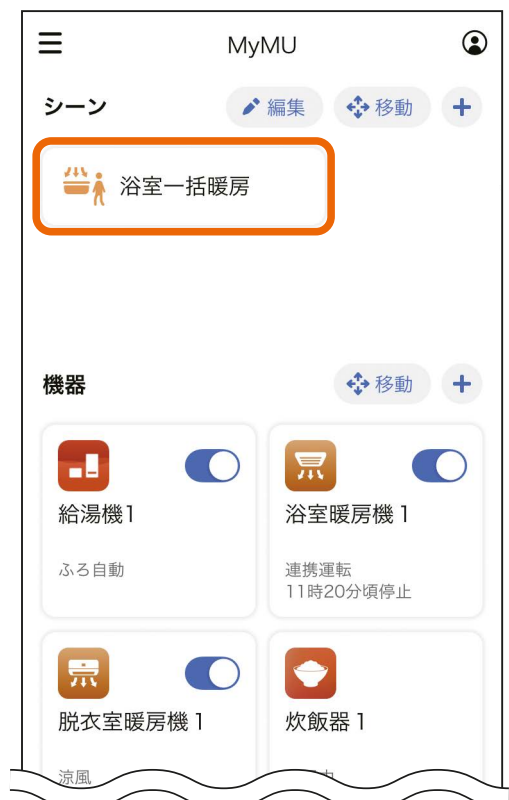 MyMU
シーン
編集
移動
浴室一括暖房
機器
移動
給湯機1
ふろ自動
浴室暖房機 1
連携運転
11時20分頃停止
脱衣室暖房機 1
涼風
炊飯器 1